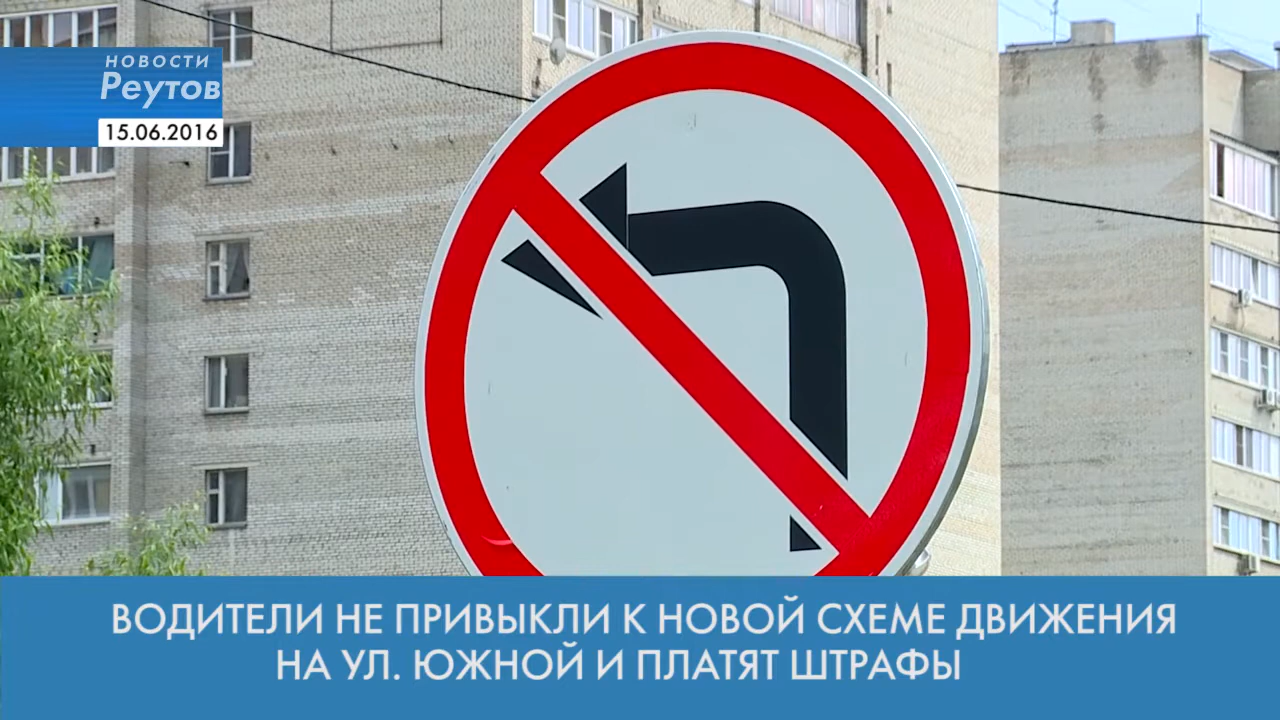 НОВОСТИ
Реутов
15.06.2016
ВОДИТЕЛИ НЕ ПРИВЫКЛИ К НОВОЙ СХЕМЕ ДВИЖЕНИЯ
НА УЛ. ЮЖНОЙ И ПЛАТЯТ ШТРАФЫ